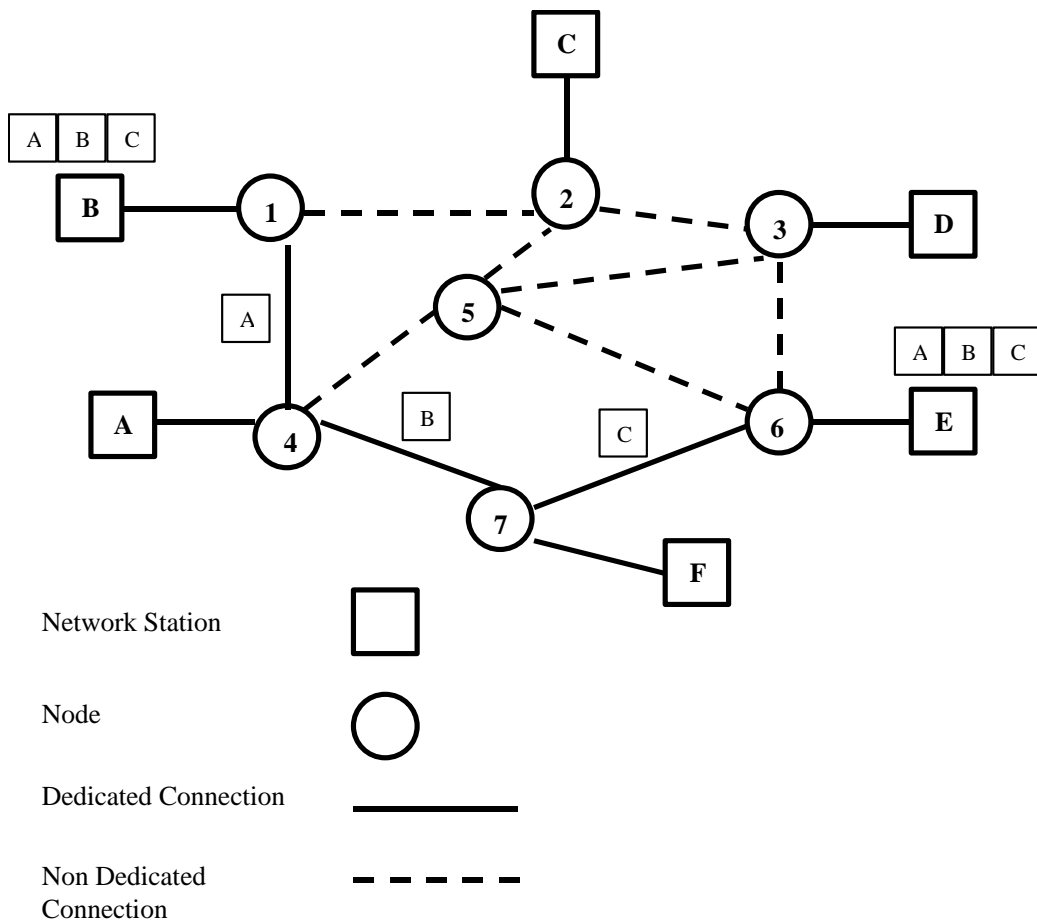 C
A B C
B
1
2
3
D
5
A
A B C
A
4
B
C
6
E
7
F
Network Station
Node
Dedicated Connection
Non Dedicated
Connection